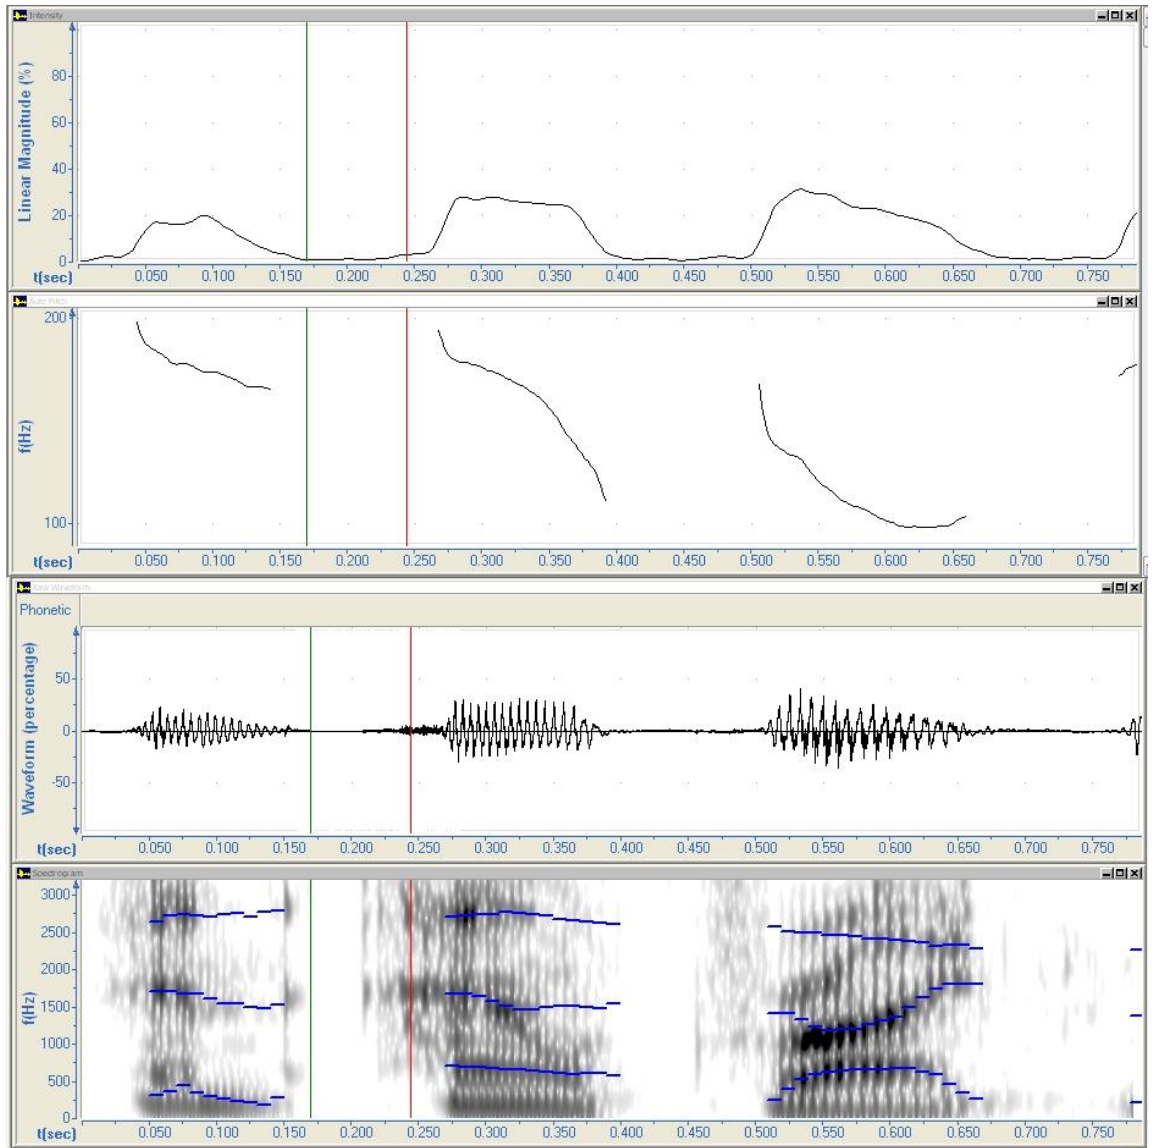 Intensity
Linear Magnitude (%)
80
60
40
20
0
t(sec) 0.050 0.100 0.150 0.200 0.250 0.300 0.350 0.400 0.450 0.500 0.550 0.600 0.650 0.700 0.750
Auto Pitch
f(Hz)
200
100
t(sec) 0.050 0.100 0.150 0.200 0.250 0.300 0.350 0.400 0.450 0.500 0.550 0.600 0.650 0.700 0.750
Raw Waveform
Phonetic
Waveform (percentage)
50
0
-50
t(sec) 0.050 0.100 0.150 0.200 0.250 0.300 0.350 0.400 0.450 0.500 0.550 0.600 0.650 0.700 0.750
Spectrogram
f(Hz)
3000
2500
2000
1500
1000
500
0
t(sec) 0.050 0.100 0.150 0.200 0.250 0.300 0.350 0.400 0.450 0.500 0.550 0.600 0.650 0.700 0.750